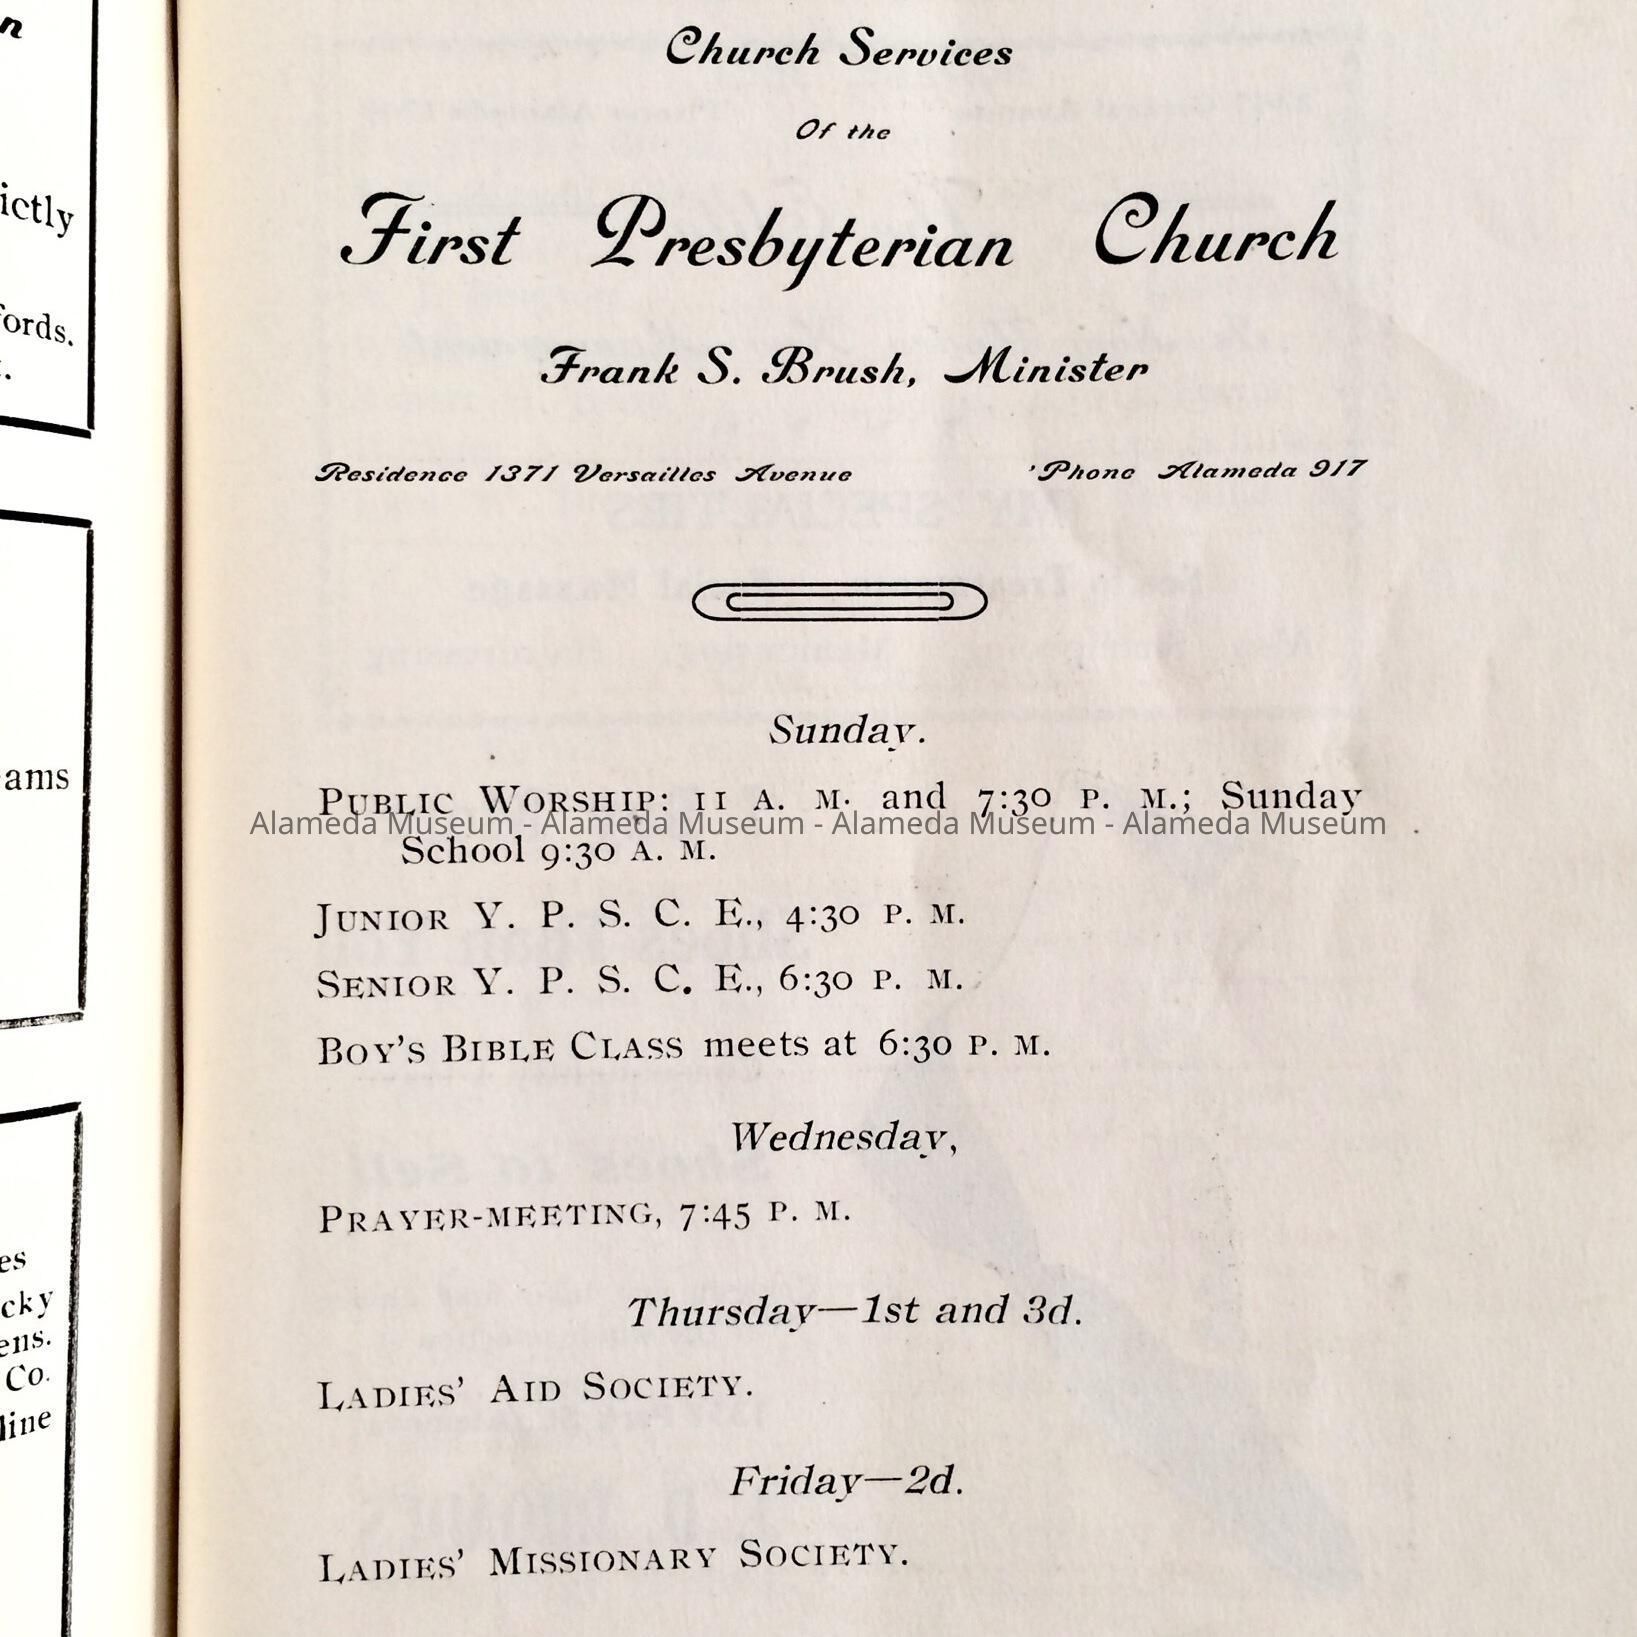 n
ictly
fords.
ams
es
cky
ens.
Co.
line
Church Services
Of the
First Presbyterian Church
Frank S. Brush, Minister
Residence 1371 Versailles Avenue 'Phone Alameda 917
Sunday.
PUBLIC WORSHIP: 11 A. M. and 7:30 P. M.; Sunday
Alameda Museum - Alameda Museum - Alameda Museum - Alameda Museum
School 9:30 A. M.
JUNIOR Y. P. S. C. E., 4:30 P. M.
SENIOR Y. P. S. C. E., 6:30 P. M.
BOY'S BIBLE CLASS meets at 6:30 P. M.
Wednesday,
PRAYER-MEETING, 7:45 P. M.
Thursday—1st and 3d.
LADIES' AID SOCIETY.
Friday—2d.
LADIES' MISSIONARY SOCIETY.